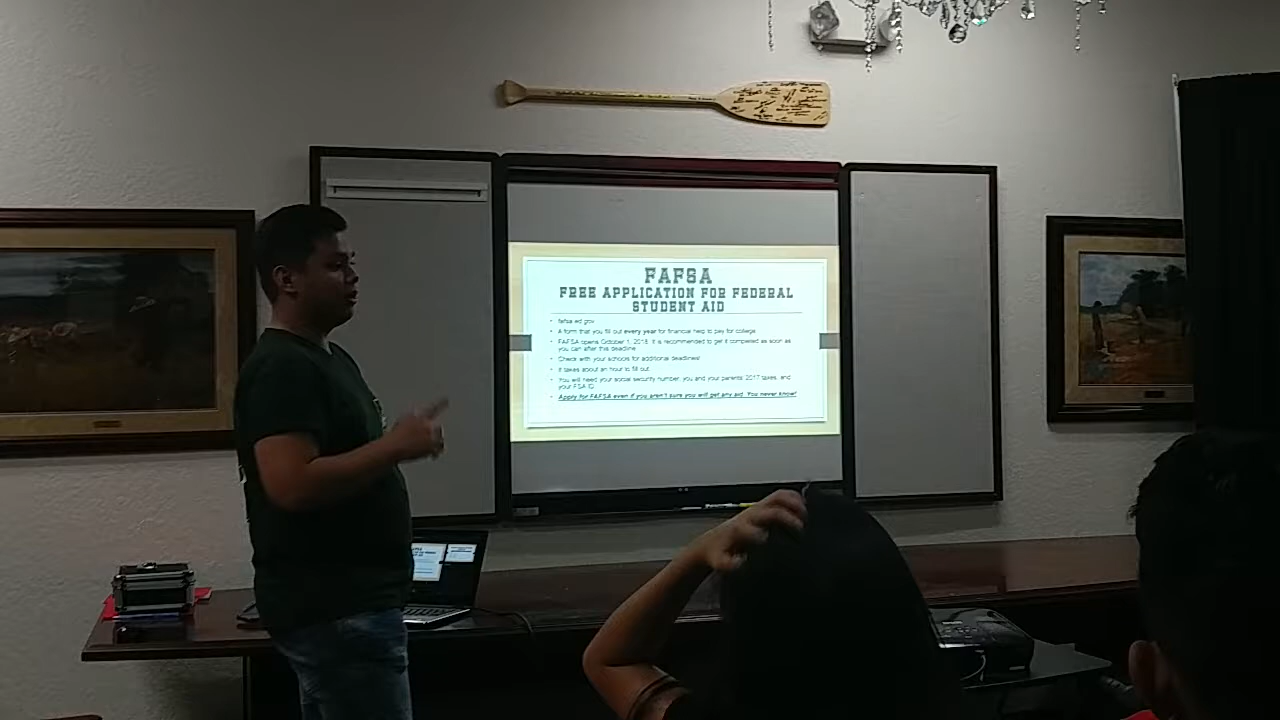 FAFSA
FREE APPLICATION FOR FEDERAL
STUDENT AID
fafsa.ed.gov
A form that you fill out every year for financial help to pay for college
FAFSA opens October 1, 2018. It is recommended to get it completed as soon as
you can after this deadline
Check with your schools for additional deadlines!
It takes about an hour to fill out
You will need your social security number, you and your parents' 2017 taxes, and
your FSA ID
Apply for FAFSA even if you aren't sure you will get any aid. You never know!